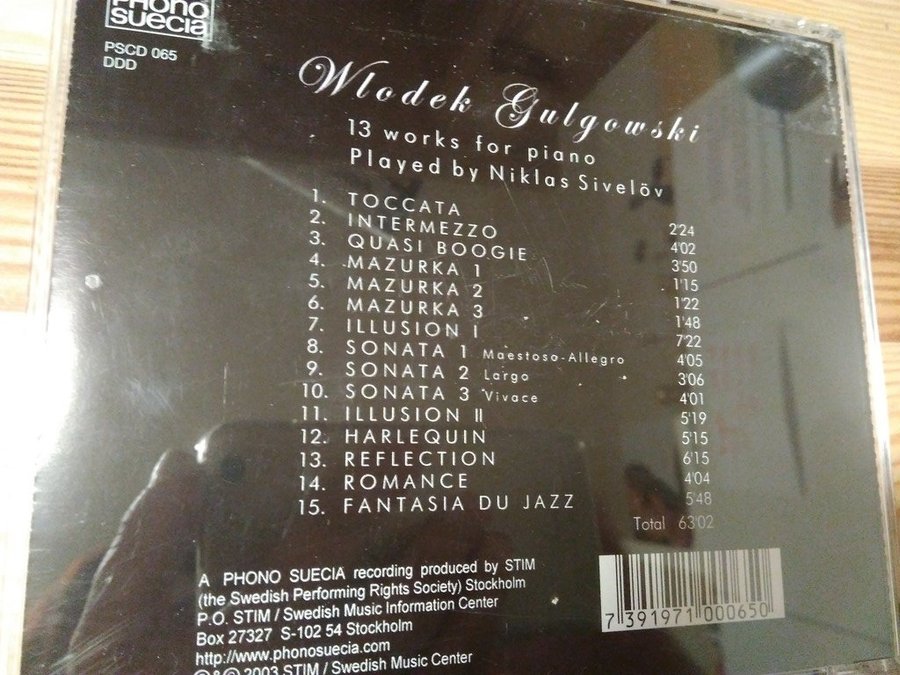 PHONO
SUECIA
PSCD 065
DDD
Wlodek Gulgowski
13 works for piano
Played by Niklas Sivelöv
1. TOCCATA 2'24
2. INTERMEZZO 4'02
3. QUASI BOOGIE 3'50
4. MAZURKA 1 1'15
5. MAZURKA 2 1'22
6. MAZURKA 3 1'48
7. ILLUSION I 7'22
8. SONATA 1 Maestoso-Allegro 4'05
9. SONATA 2 Largo 3'06
10. SONATA 3 Vivace 4'01
11. ILLUSION II 5'19
12. HARLEQUIN 5'15
13. REFLECTION 6'15
14. ROMANCE 4'04
15. FANTASIA DU JAZZ 5'48
Total 63'02
A PHONO SUECIA recording produced by STIM
(the Swedish Performing Rights Society) Stockholm
P.O. STIM / Swedish Music Information Center
Box 27327 S-102 54 Stockholm
http://www.phonosuecia.com
℗ & © 2003 STIM / Swedish Music Center
7 391971 000650